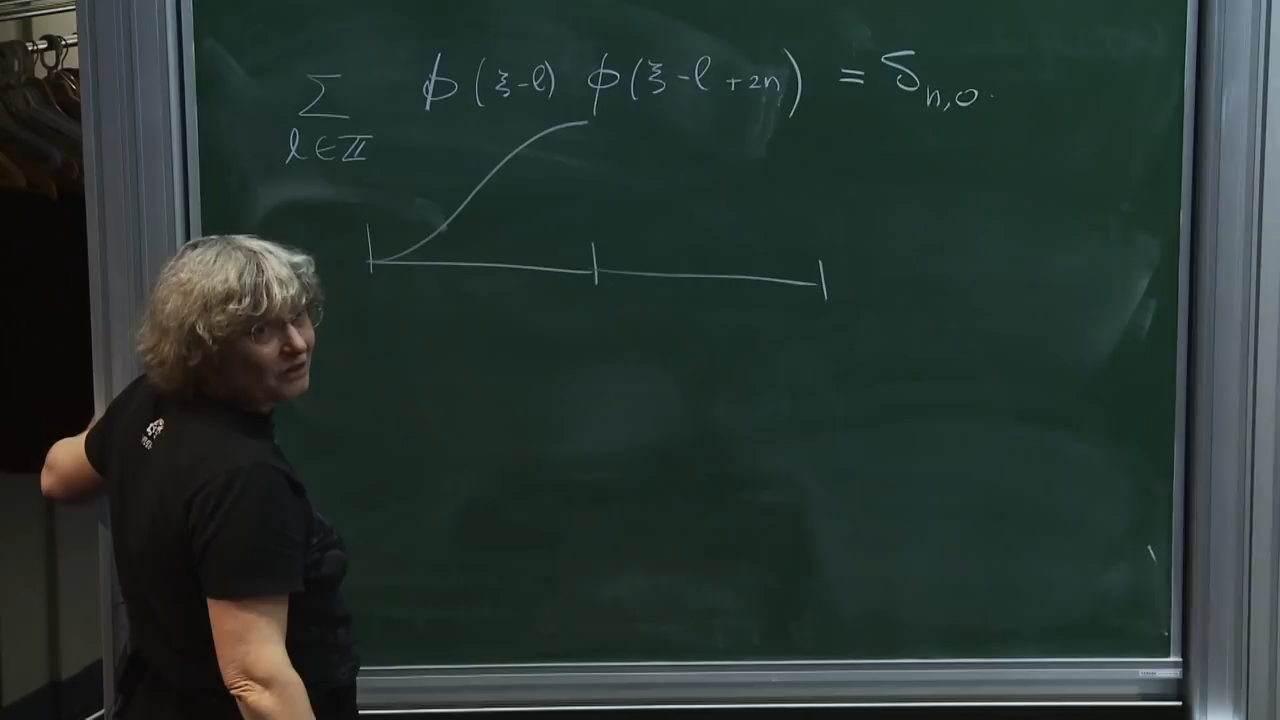 ∑ ϕ(ξ-l) ϕ(ξ-l+2n) = δn,0.
l∈ℤ